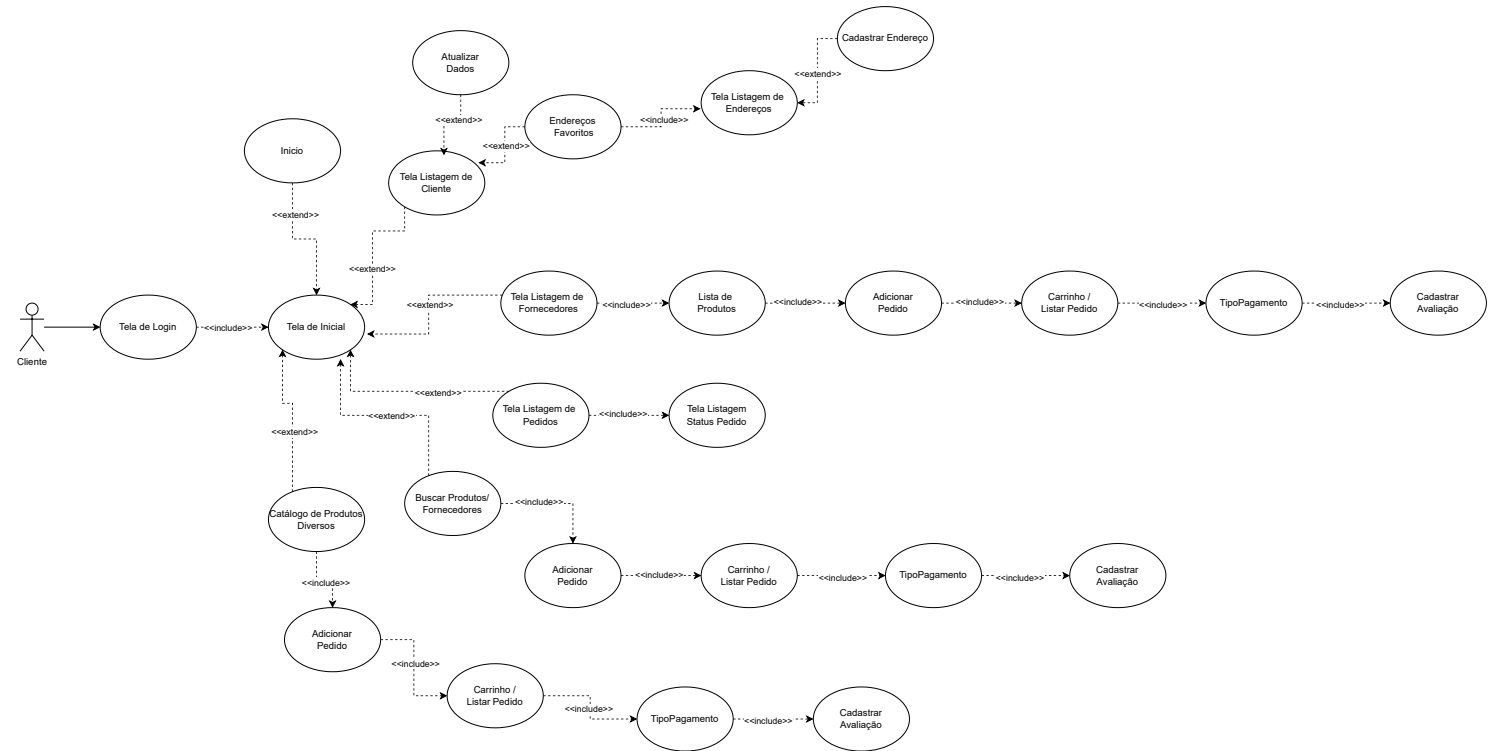 Cadastrar Endereço
Atualizar
Dados
<<extend>>
Tela Listagem de
Endereços
Endereços
Favoritos
<<include>>
<<extend>>
<<extend>>
Inicio
Tela Listagem de
Cliente
<<extend>>
<<extend>>
Tela Listagem de
Fornecedores
<<include>>
Lista de
Produtos
<<include>>
Adicionar
Pedido
<<include>>
Carrinho /
Listar Pedido
<<include>>
TipoPagamento
<<include>>
Cadastrar
Avaliação
<<extend>>
Cliente
Tela de Login
<<include>>
Tela de Inicial
<<extend>>
Tela Listagem de
Pedidos
<<include>>
Tela Listagem
Status Pedido
<<extend>>
<<extend>>
Buscar Produtos/
Fornecedores
<<include>>
Catálogo de Produtos
Diversos
<<include>>
Adicionar
Pedido
<<include>>
Carrinho /
Listar Pedido
<<include>>
TipoPagamento
<<include>>
Cadastrar
Avaliação
Adicionar
Pedido
<<include>>
Carrinho /
Listar Pedido
<<include>>
TipoPagamento
<<include>>
Cadastrar
Avaliação